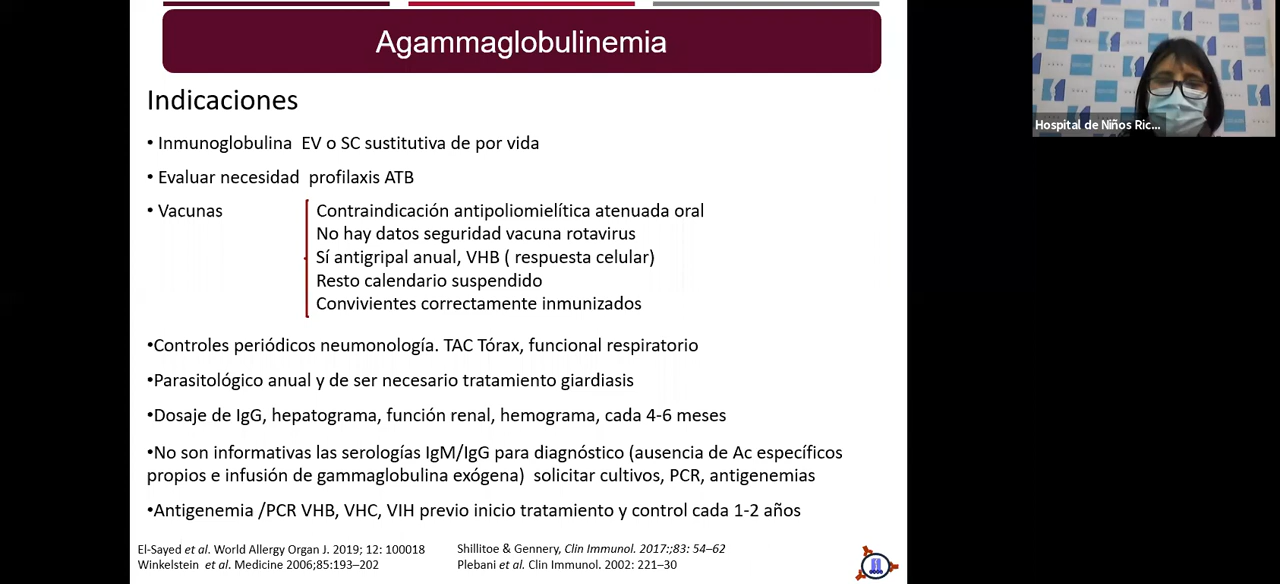 Agammaglobulinemia
Indicaciones
• Inmunoglobulina EV o SC sustitutiva de por vida
• Evaluar necesidad profilaxis ATB
• Vacunas
Contraindicación antipoliomielítica atenuada oral
No hay datos seguridad vacuna rotavirus
Sí antigripal anual, VHB ( respuesta celular)
Resto calendario suspendido
Convivientes correctamente inmunizados
•Controles periódicos neumonología. TAC Tórax, funcional respiratorio
•Parasitológico anual y de ser necesario tratamiento giardiasis
•Dosaje de IgG, hepatograma, función renal, hemograma, cada 4-6 meses
•No son informativas las serologías IgM/IgG para diagnóstico (ausencia de Ac específicos
propios e infusión de gammaglobulina exógena) solicitar cultivos, PCR, antigenemias
•Antigenemia /PCR VHB, VHC, VIH previo inicio tratamiento y control cada 1-2 años
El-Sayed et al. World Allergy Organ J. 2019; 12: 100018
Winkelstein et al. Medicine 2006;85:193–202
Shillitoe & Gennery, Clin Immunol. 2017:;83: 54–62
Plebani et al. Clin Immunol. 2002: 221–30
Hospital de Niños Ric...